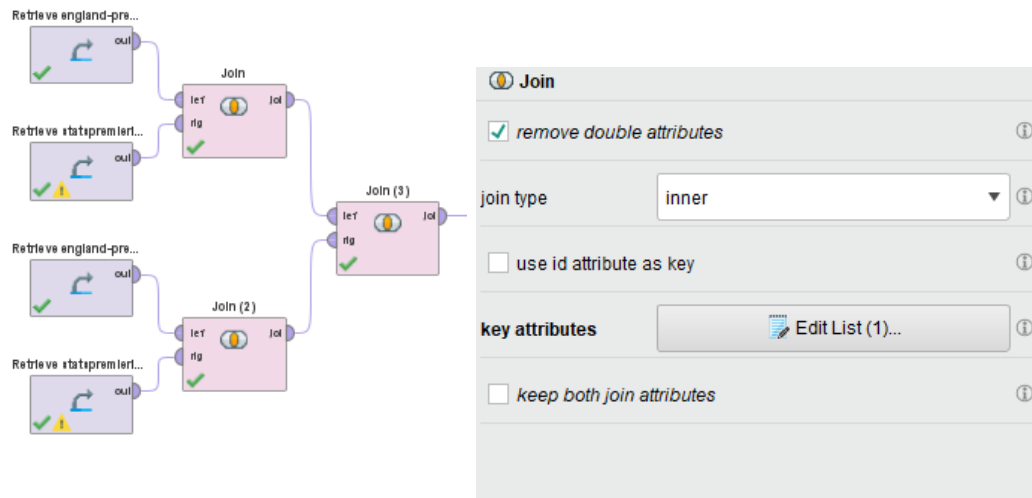 Retrieve england-pre...
out
Join
lef
rig
joi
Retrieve statspremierl...
out
Join (3)
lef
rig
joi
Retrieve england-pre...
out
Join (2)
lef
rig
joi
Retrieve statspremierl...
out
Join
remove double attributes
join type
inner
use id attribute as key
key attributes
Edit List (1)...
keep both join attributes